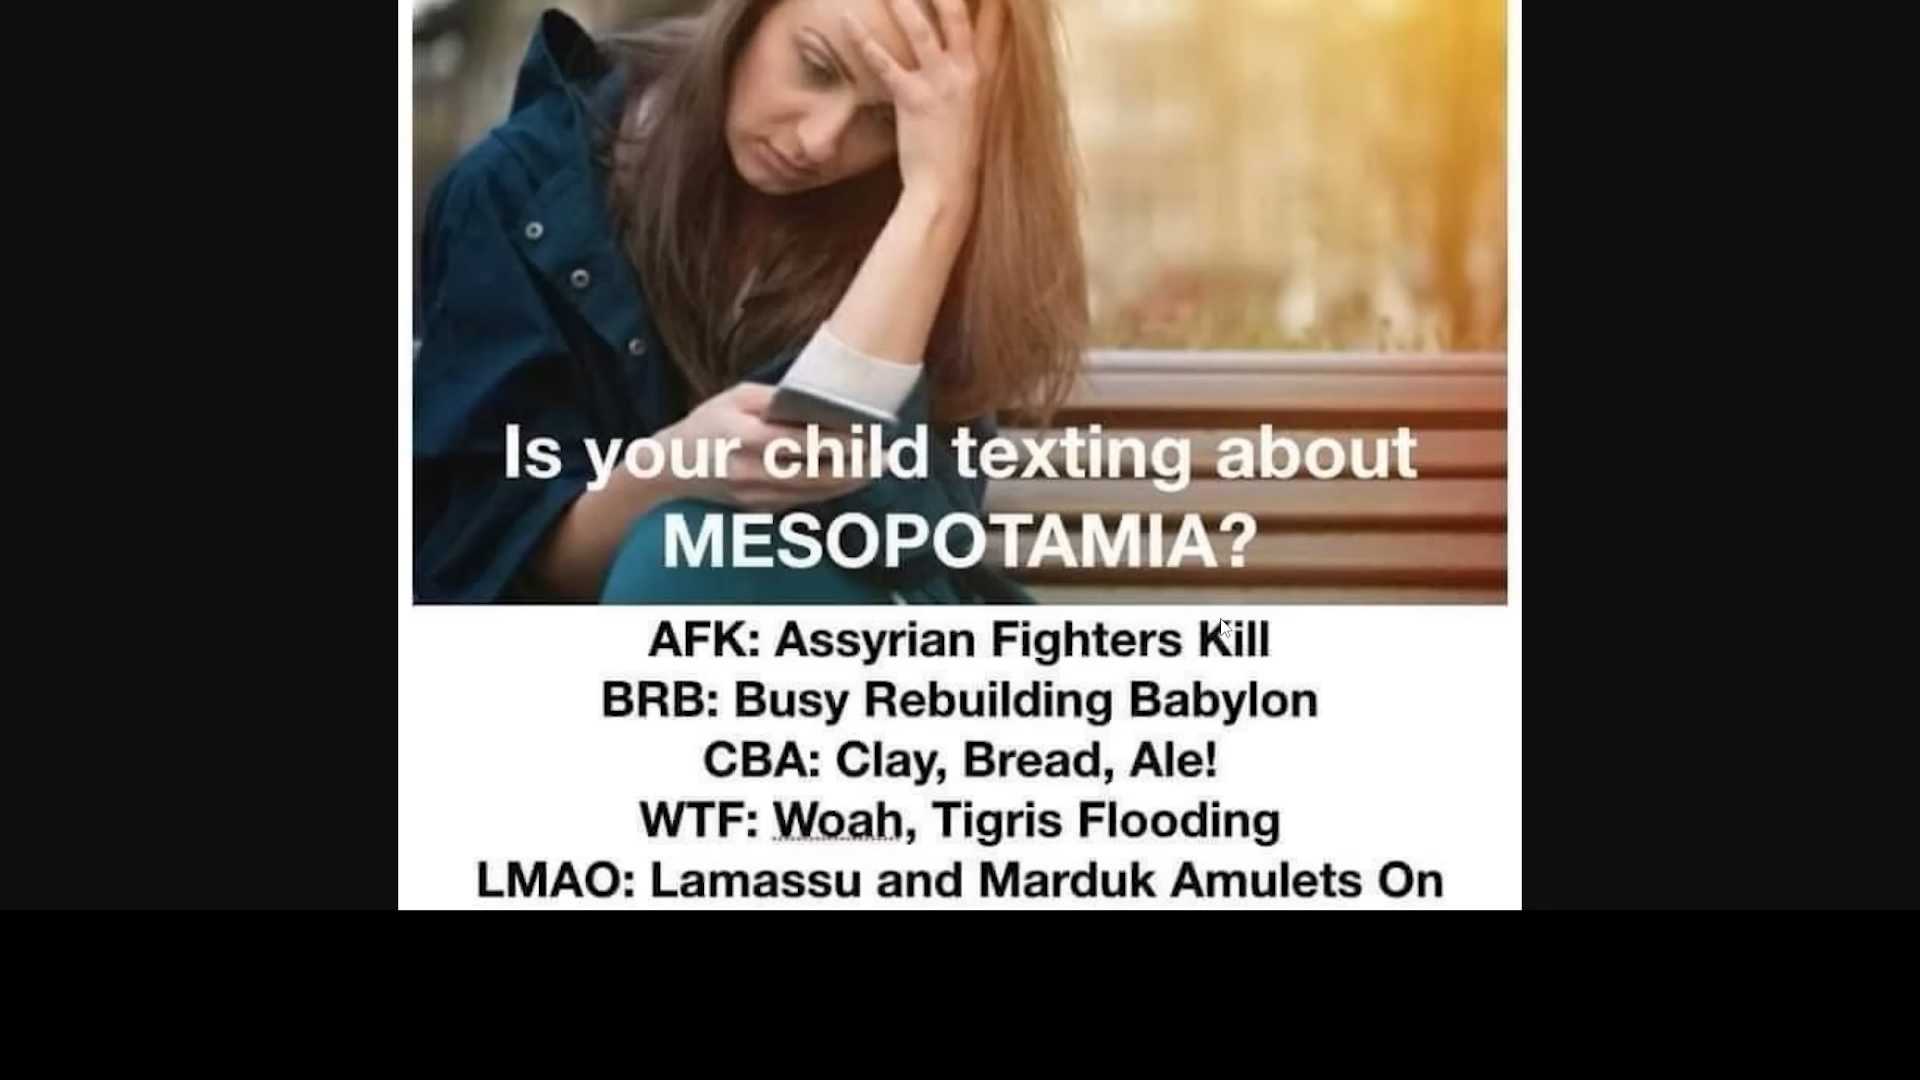 Is your child texting about
MESOPOTAMIA?
AFK: Assyrian Fighters Kill
BRB: Busy Rebuilding Babylon
CBA: Clay, Bread, Ale!
WTF: Woah, Tigris Flooding
LMAO: Lamassu and Marduk Amulets On